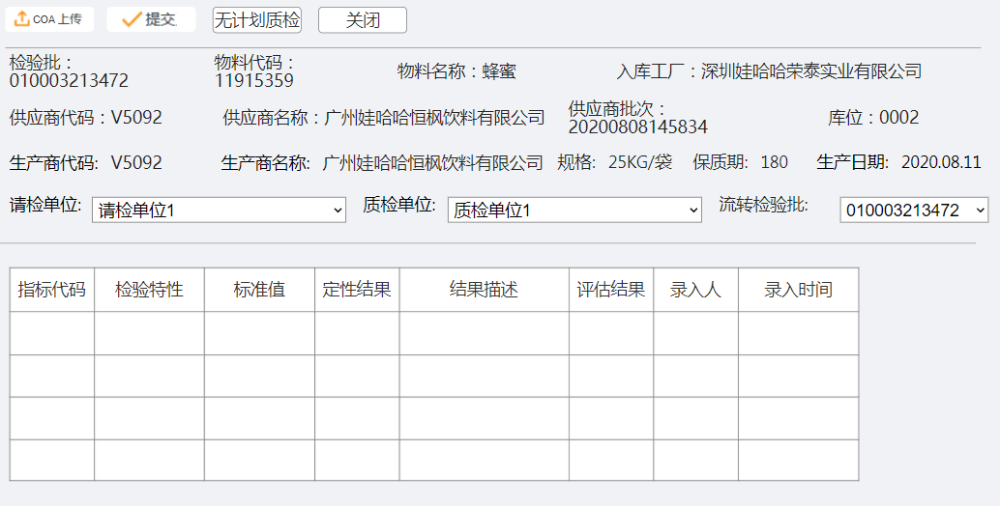 COA 上传 提交 无计划质检 关闭
检验批：
010003213472
物料代码：
11915359
物料名称：蜂蜜 入库工厂：深圳娃哈哈荣泰实业有限公司
供应商代码：V5092 供应商名称：广州娃哈哈恒枫饮料有限公司
供应商批次：
20200808145834
库位：0002
生产商代码: V5092 生产商名称: 广州娃哈哈恒枫饮料有限公司 规格: 25KG/袋 保质期: 180 生产日期: 2020.08.11
请检单位: 请检单位1 质检单位: 质检单位1 流转检验批: 010003213472
指标代码 检验特性 标准值 定性结果 结果描述 评估结果 录入人 录入时间